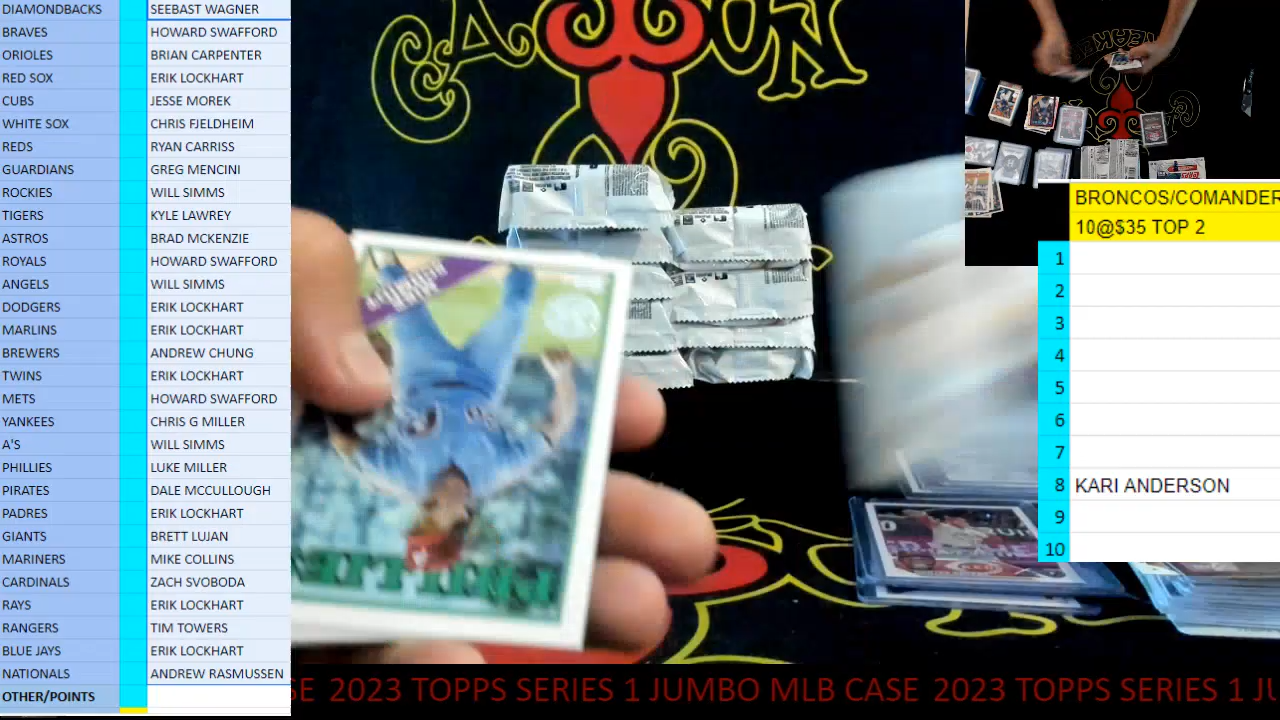 DIAMONDBACKS SEEBAST WAGNER
BRAVES HOWARD SWAFFORD
ORIOLES BRIAN CARPENTER
RED SOX ERIK LOCKHART
CUBS JESSE MOREK
WHITE SOX CHRIS FJELDHEIM
REDS RYAN CARRISS
GUARDIANS GREG MENCINI
ROCKIES WILL SIMMS
TIGERS KYLE LAWREY
ASTROS BRAD MCKENZIE
ROYALS HOWARD SWAFFORD
ANGELS WILL SIMMS
DODGERS ERIK LOCKHART
MARLINS ERIK LOCKHART
BREWERS ANDREW CHUNG
TWINS ERIK LOCKHART
METS HOWARD SWAFFORD
YANKEES CHRIS G MILLER
A'S WILL SIMMS
PHILLIES LUKE MILLER
PIRATES DALE MCCULLOUGH
PADRES ERIK LOCKHART
GIANTS BRETT LUJAN
MARINERS MIKE COLLINS
CARDINALS ZACH SVOBODA
RAYS ERIK LOCKHART
RANGERS TIM TOWERS
BLUE JAYS ERIK LOCKHART
NATIONALS ANDREW RASMUSSEN
OTHER/POINTS
BRONCOS/COMANDER
10@$35 TOP 2
1
2
3
4
5
6
7
8 KARI ANDERSON
9
10
PHILLIES
SE 2023 TOPPS SERIES 1 JUMBO MLB CASE 2023 TOPPS SERIES 1 JU